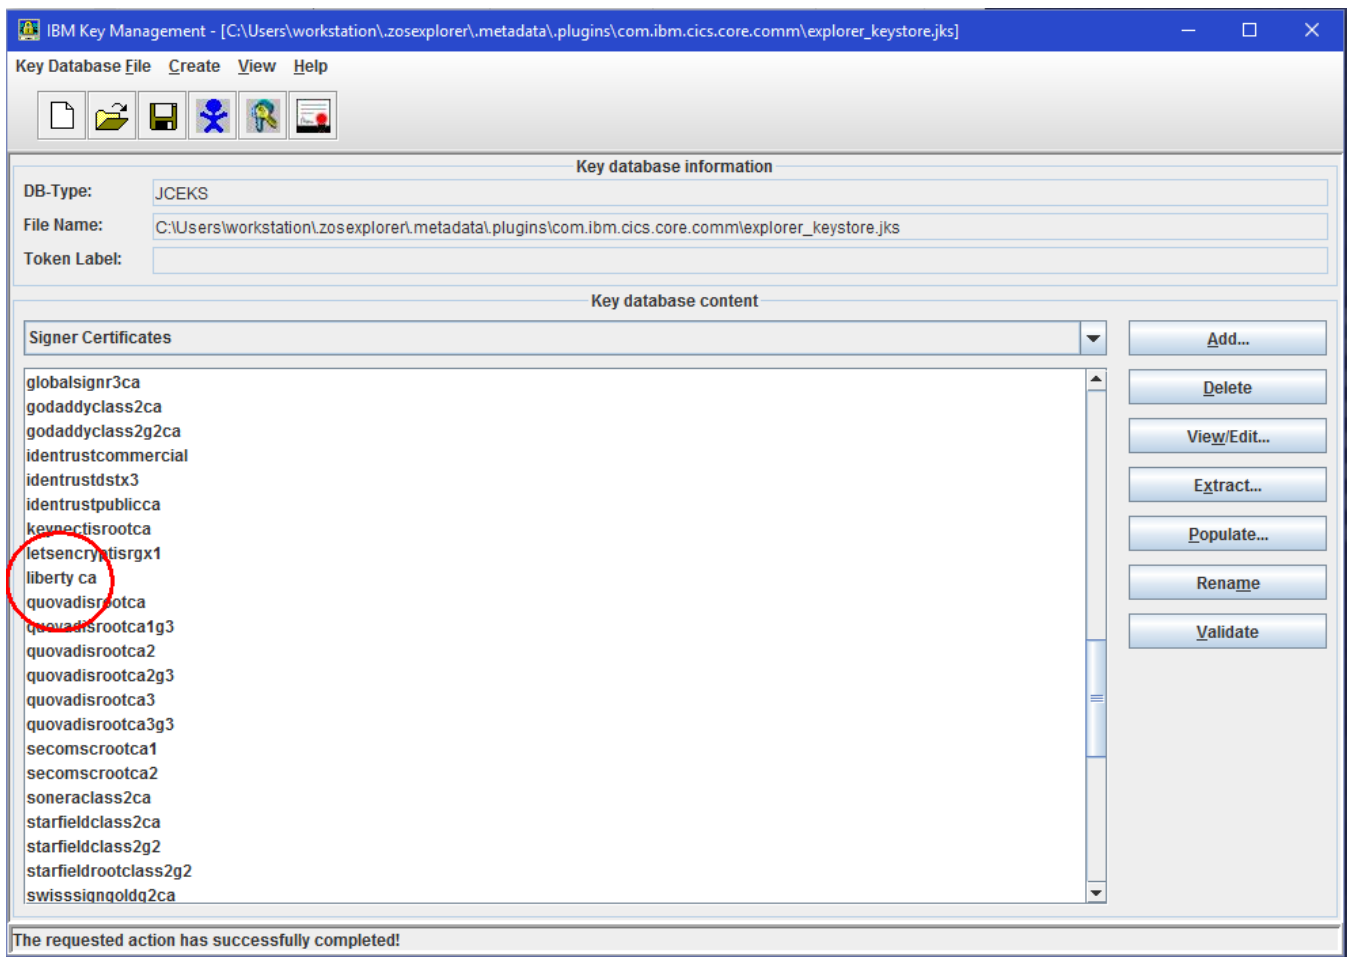 IBM Key Management - [C:\Users\workstation\.zosexplorer\.metadata\.plugins\com.ibm.cics.core.comm\explorer_keystore.jks]
Key Database File Create View Help
Key database information
DB-Type: JCEKS
File Name: C:\Users\workstation\.zosexplorer\.metadata\.plugins\com.ibm.cics.core.comm\explorer_keystore.jks
Token Label:
Key database content
Signer Certificates
Add...
globalsignr3ca
Delete
godaddyclass2ca
godaddyclass2g2ca
View/Edit...
identrustcommercial
identrustdstx3
Extract...
identrustpublicca
keynectisrootca
Populate...
letsencryptisrgx1
liberty ca
Rename
quovadisrootca
quovadisrootca1g3
Validate
quovadisrootca2
quovadisrootca2g3
quovadisrootca3
quovadisrootca3g3
secomscrootca1
secomscrootca2
soneraclass2ca
starfieldclass2ca
starfieldclass2g2
starfieldrootclass2g2
swisssigngoldg2ca
The requested action has successfully completed!